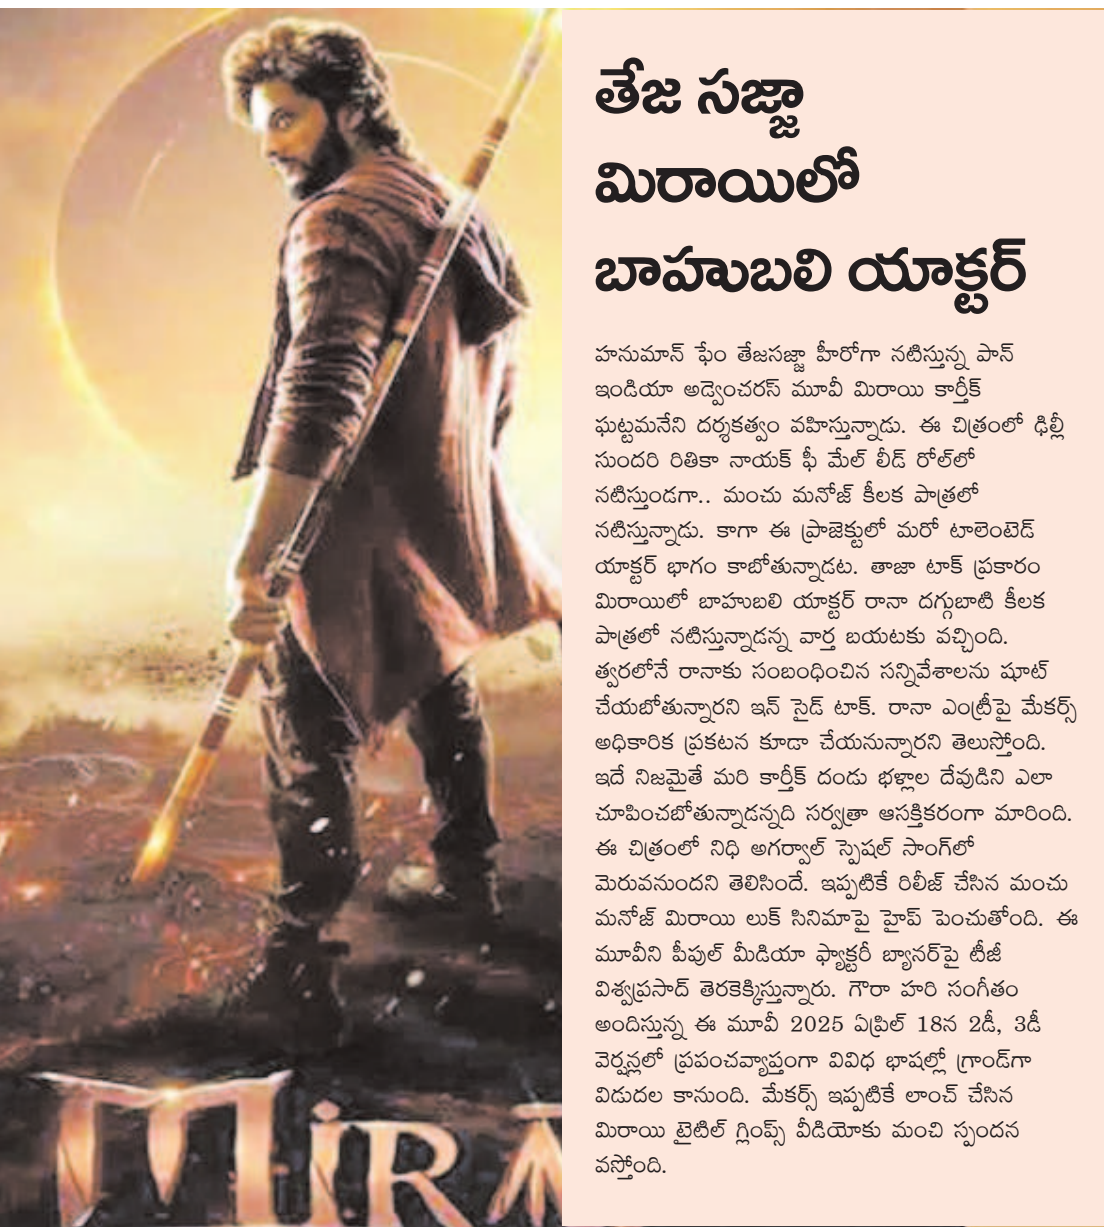 తేజ సజ్జా
మిరాయిలో
బాహుబలి యాక్టర్
హనుమాన్ ఫేం తేజసజ్జా హీరోగా నటిస్తున్న పాన్
ఇండియా అడ్వెంచరస్ మూవీ మిరాయి కార్తీక్
ఘట్టమనేని దర్శకత్వం వహిస్తున్నాడు. ఈ చిత్రంలో ఢిల్లీ
సుందరి రితికా నాయక్ ఫీ మేల్ లీడ్ రోల్‌లో
నటిస్తుండగా.. మంచు మనోజ్ కీలక పాత్రలో
నటిస్తున్నాడు. కాగా ఈ ప్రాజెక్టులో మరో టాలెంటెడ్
యాక్టర్ భాగం కాబోతున్నాడట. తాజా టాక్ ప్రకారం
మిరాయిలో బాహుబలి యాక్టర్ రానా దగ్గుబాటి కీలక
పాత్రలో నటిస్తున్నాడన్న వార్త బయటకు వచ్చింది.
త్వరలోనే రానాకు సంబంధించిన సన్నివేశాలను షూట్
చేయబోతున్నారని ఇన్ సైడ్ టాక్. రానా ఎంట్రీపై మేకర్స్
అధికారిక ప్రకటన కూడా చేయనున్నారని తెలుస్తోంది.
ఇదే నిజమైతే మరి కార్తీక్ దండు భళ్లాల దేవుడిని ఎలా
చూపించబోతున్నాడన్నది సర్వత్రా ఆసక్తికరంగా మారింది.
ఈ చిత్రంలో నిధి అగర్వాల్ స్పెషల్ సాంగ్‌లో
మెరువనుందని తెలిసిందే. ఇప్పటికే రిలీజ్ చేసిన మంచు
మనోజ్ మిరాయి లుక్ సినిమాపై హైప్ పెంచుతోంది. ఈ
మూవీని పీపుల్ మీడియా ఫ్యాక్టరీ బ్యానర్‌పై టీజీ
విశ్వప్రసాద్ తెరకెక్కిస్తున్నారు. గౌరా హరి సంగీతం
అందిస్తున్న ఈ మూవీ 2025 ఏప్రిల్ 18న 2డీ, 3డీ
వెర్షన్లలో ప్రపంచవ్యాప్తంగా వివిధ భాషల్లో గ్రాండ్‌గా
విడుదల కానుంది. మేకర్స్ ఇప్పటికే లాంచ్ చేసిన
మిరాయి టైటిల్ గ్లింప్స్ వీడియోకు మంచి స్పందన
వస్తోంది.
MIRA